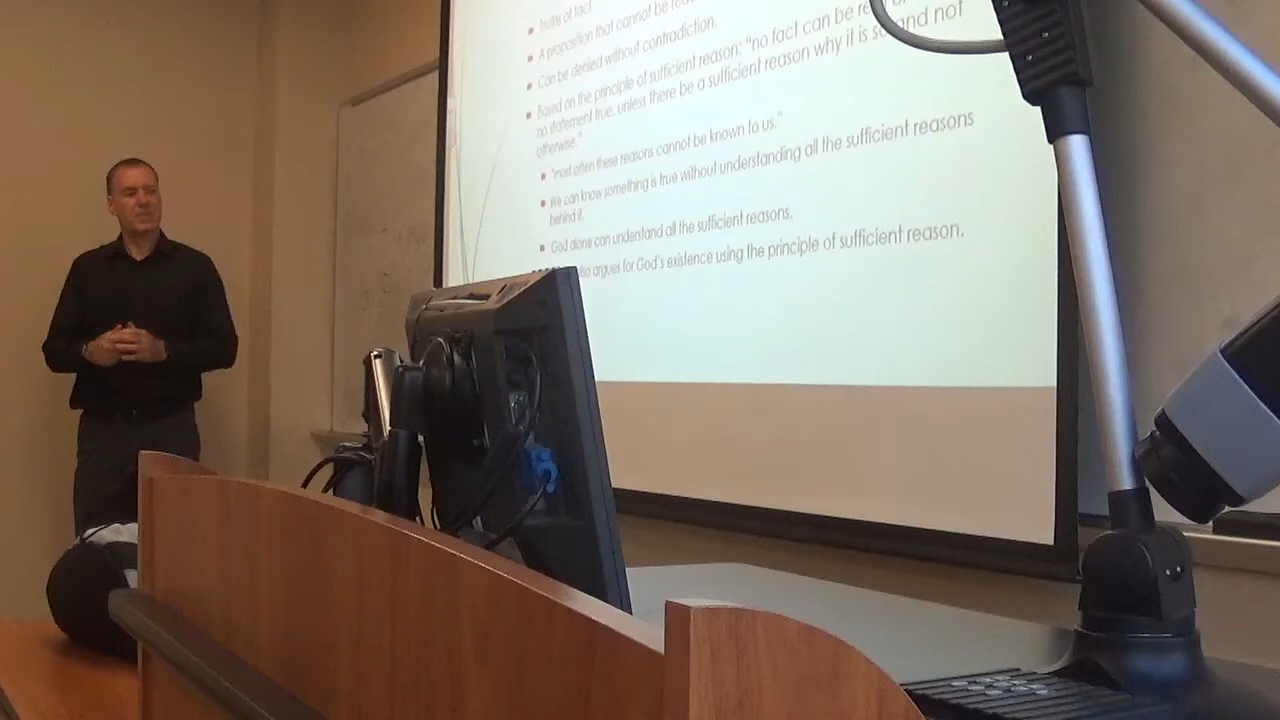 Truths of fact
A proposition that cannot be
Can be denied without contradiction.
Based on the principle of sufficient reason: "no fact can be
no statement true, unless there be a sufficient reason why it is so and not
otherwise."
"most often these reasons cannot be known to us."
We can know something is true without understanding all the sufficient reasons
behind it.
God alone can understand all the sufficient reasons.
argues for God's existence using the principle of sufficient reason.